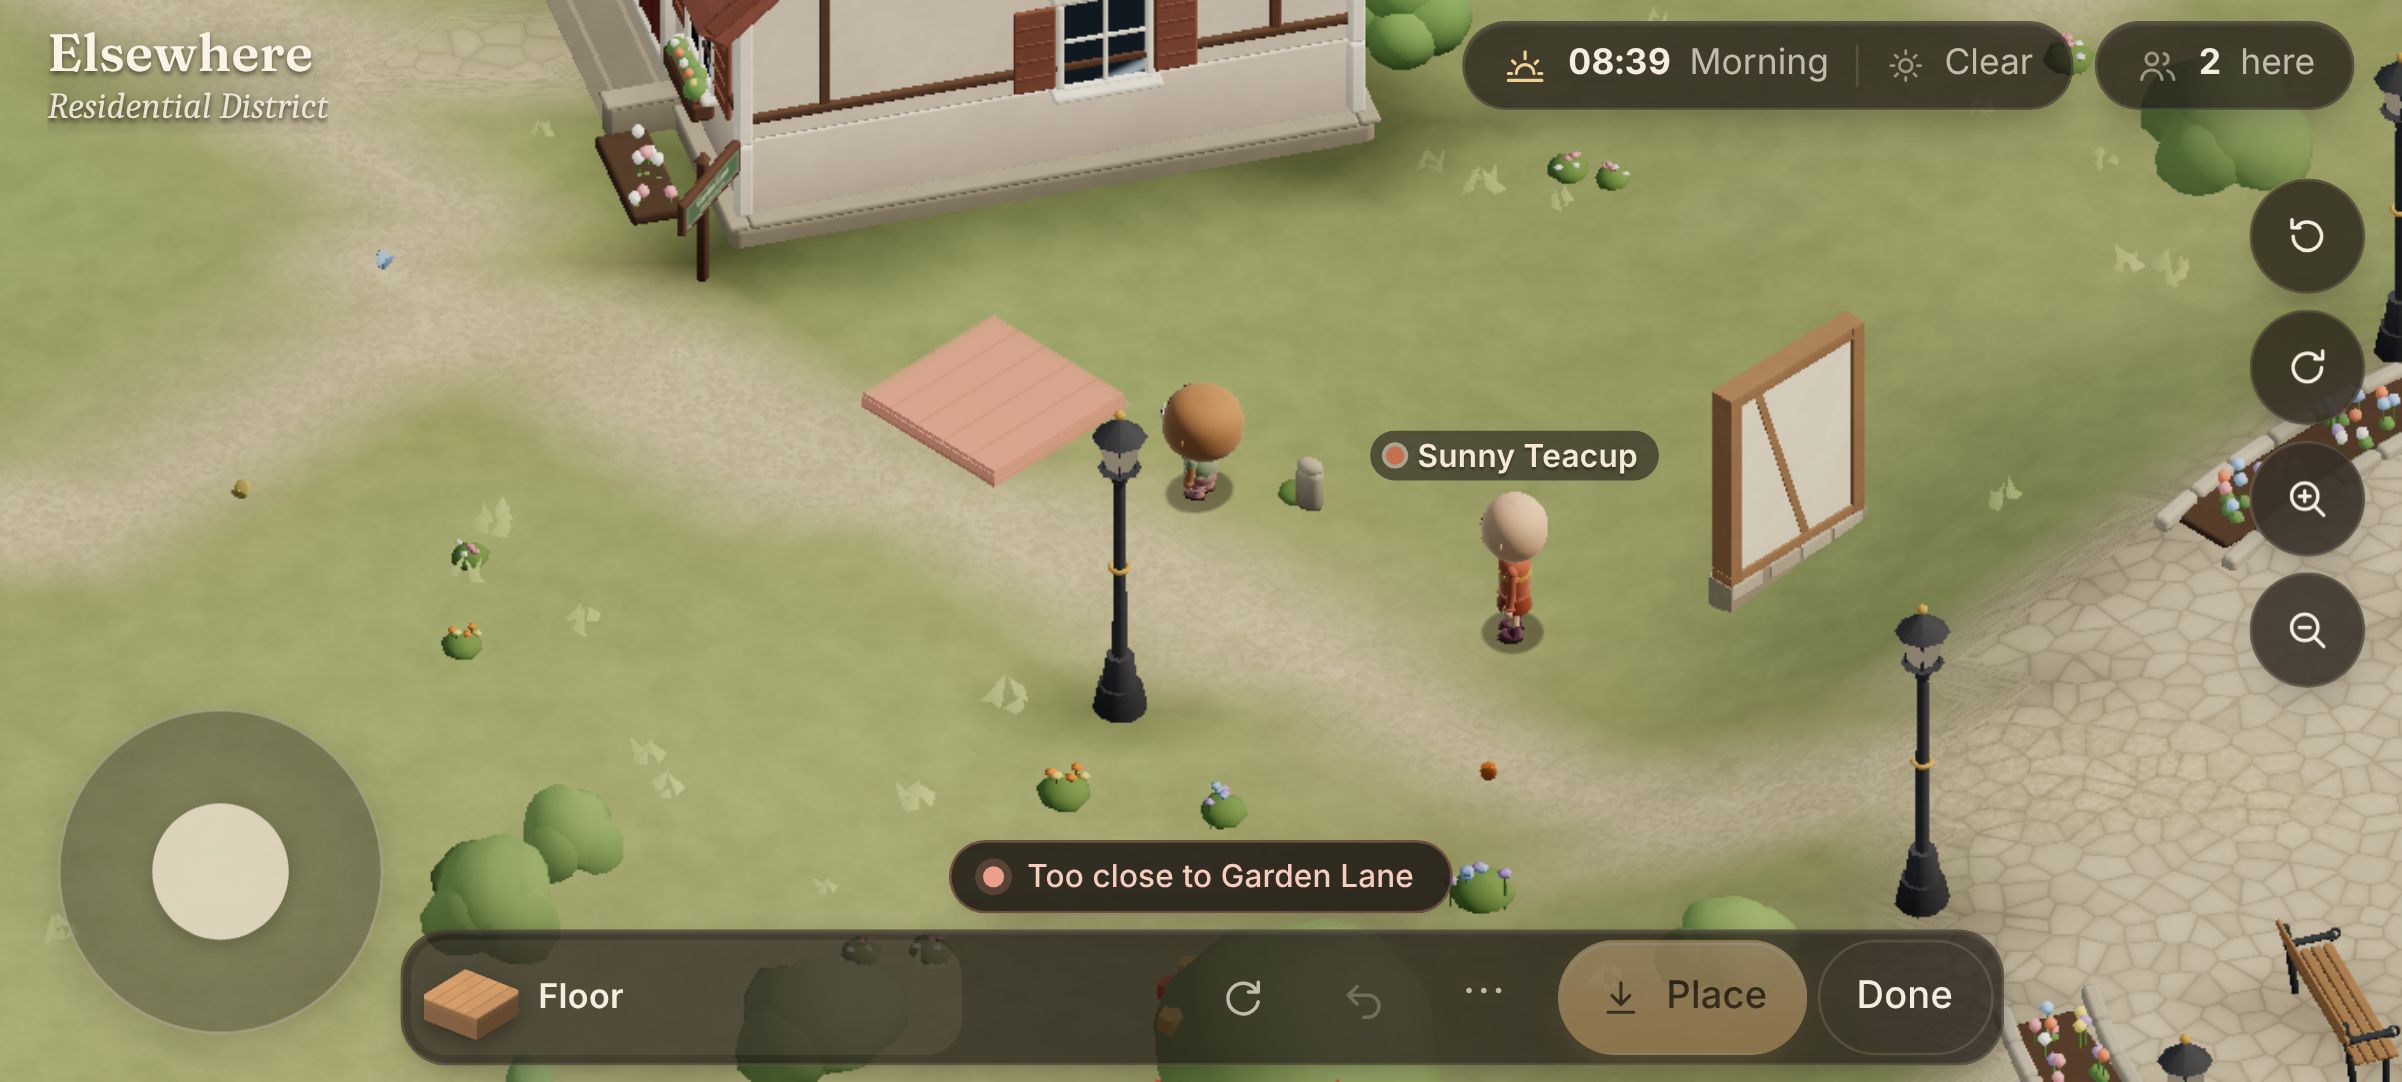 Elsewhere
Residential District
08:39 Morning
Clear
2 here
Sunny Teacup
Too close to Garden Lane
Floor
...
Place
Done